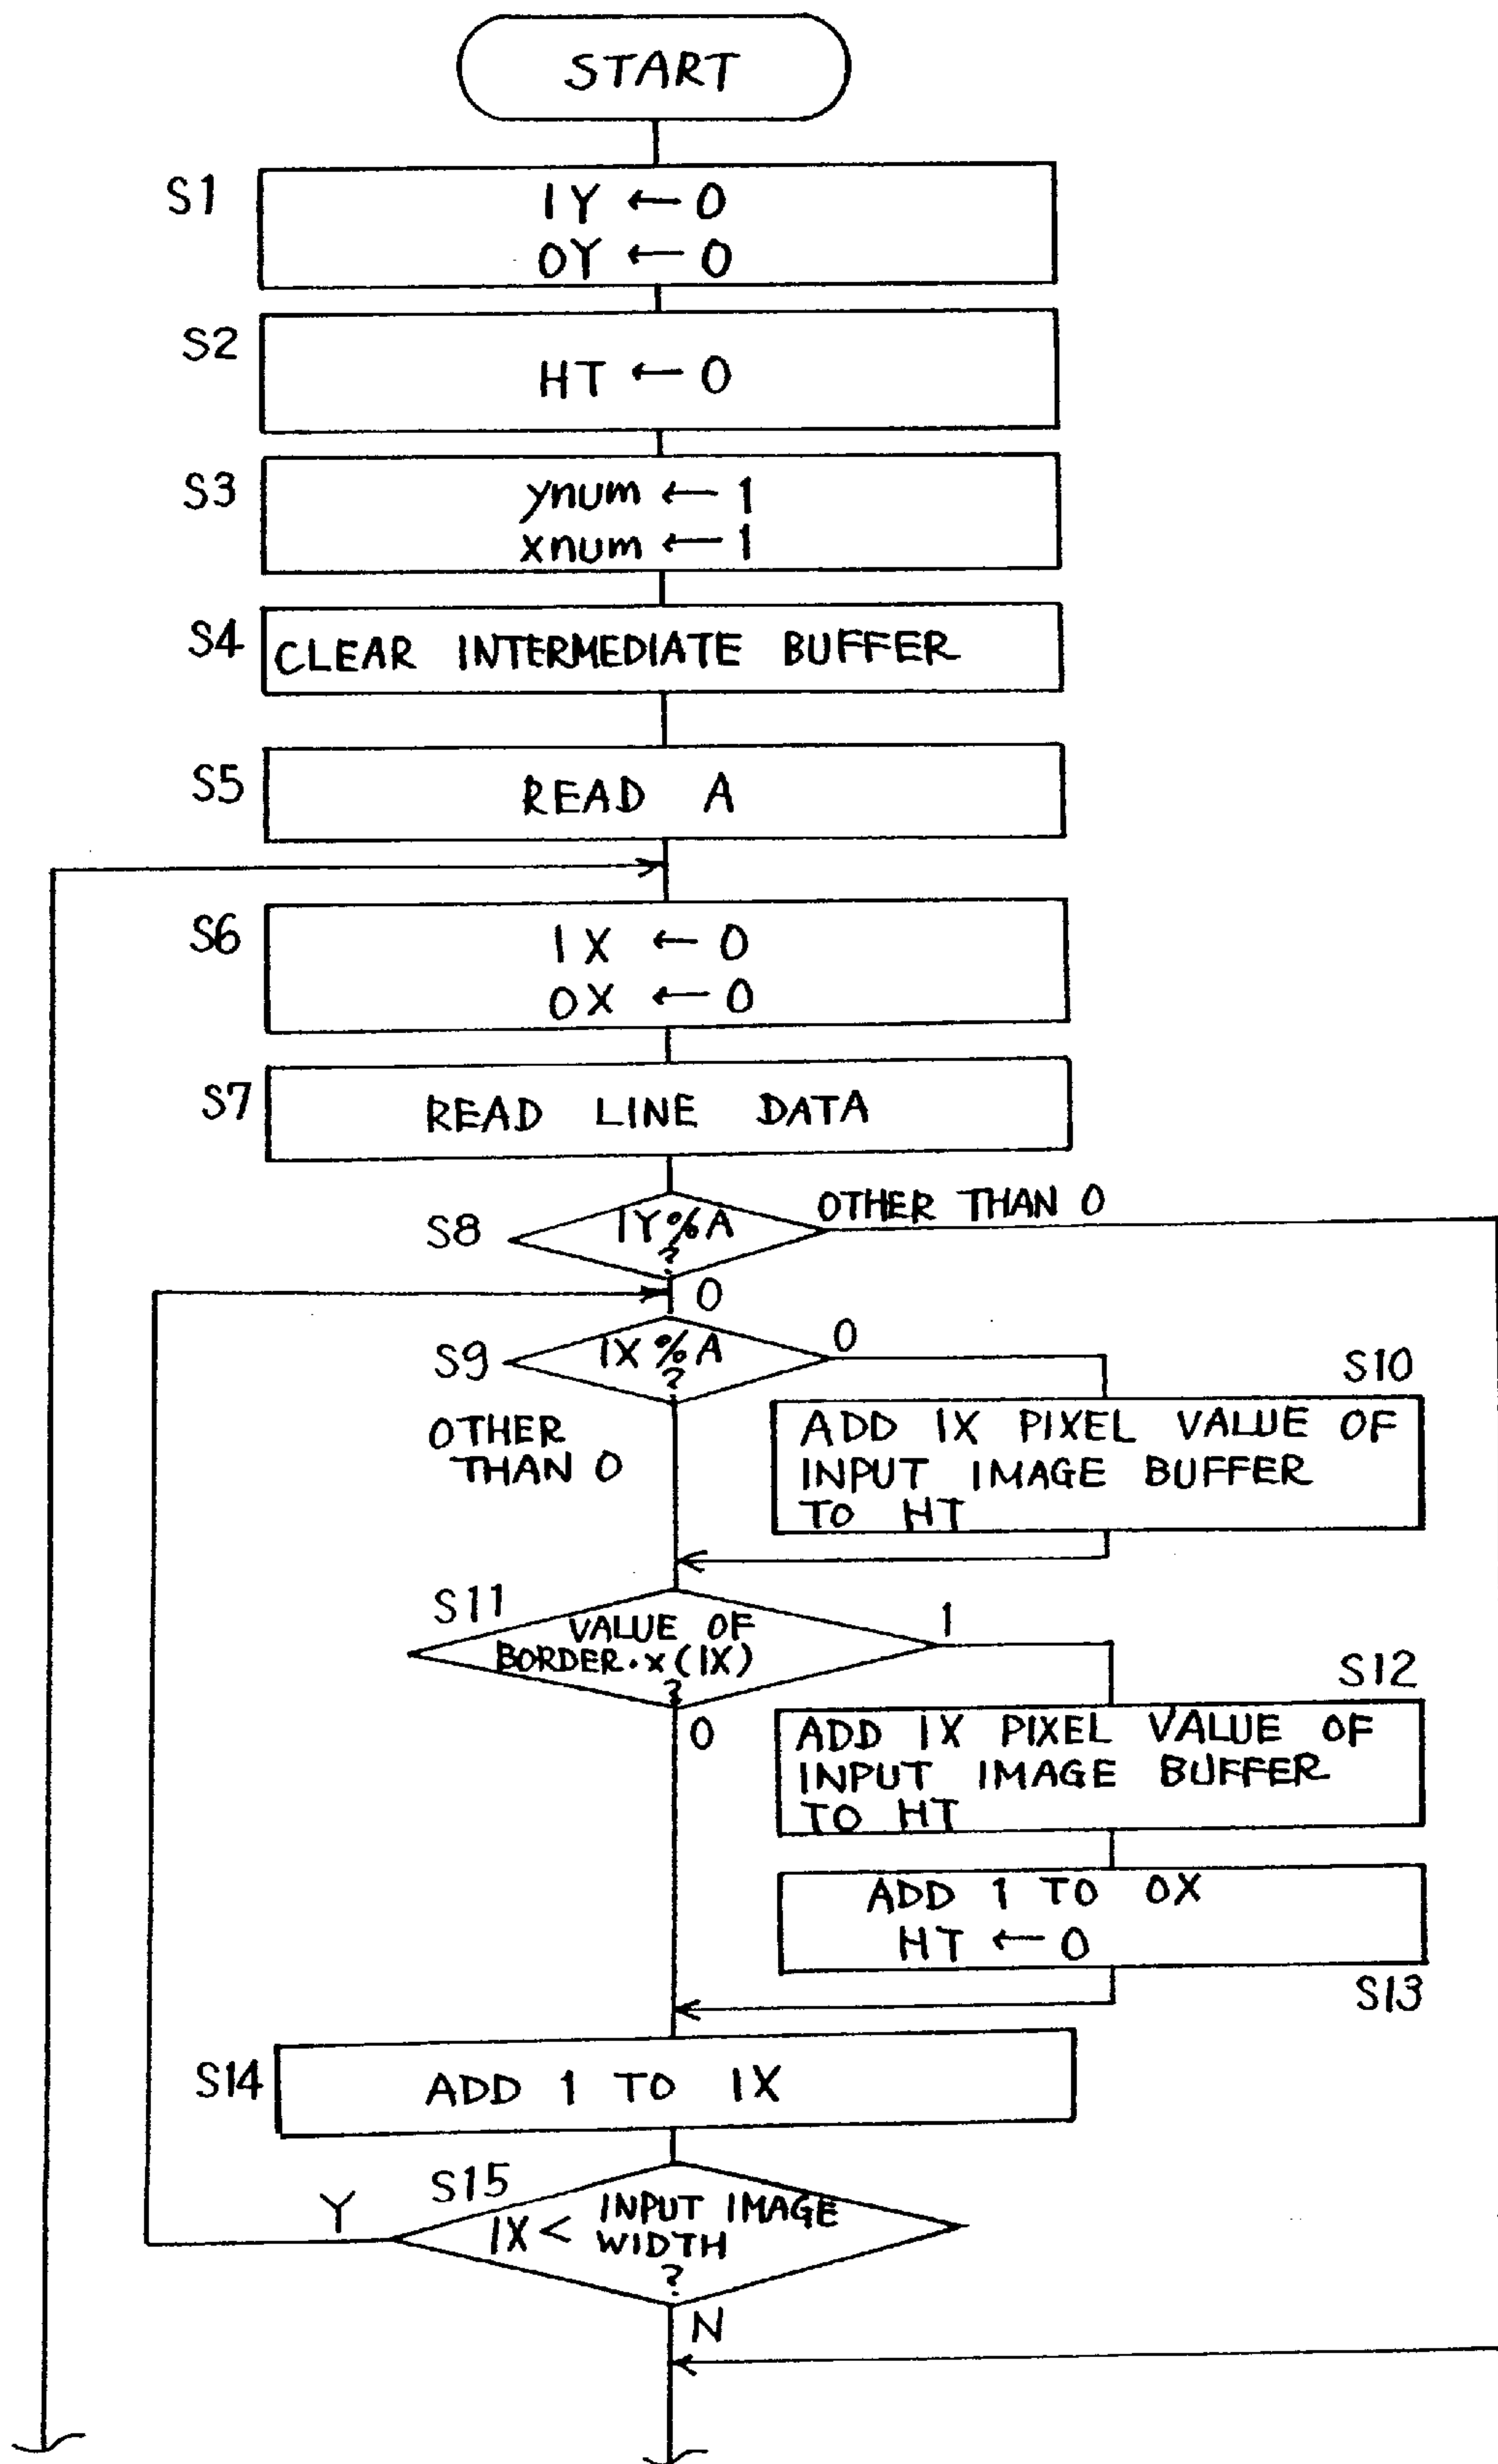 START
S1
IY ← 0
OY ← 0
S2
HT ← 0
S3
ynum ← 1
xnum ← 1
S4
CLEAR INTERMEDIATE BUFFER
S5
READ A
S6
IX ← 0
OX ← 0
S7
READ LINE DATA
S8
IY%A
?
OTHER THAN 0
0
S9
IX%A
?
0
OTHER
THAN 0
S10
ADD IX PIXEL VALUE OF
INPUT IMAGE BUFFER
TO HT
S11
VALUE OF
BORDER.x(IX)
?
1
0
S12
ADD IX PIXEL VALUE OF
INPUT IMAGE BUFFER
TO HT
ADD 1 TO OX
HT ← 0
S13
S14
ADD 1 TO IX
S15
IX < INPUT IMAGE
WIDTH
?
Y
N